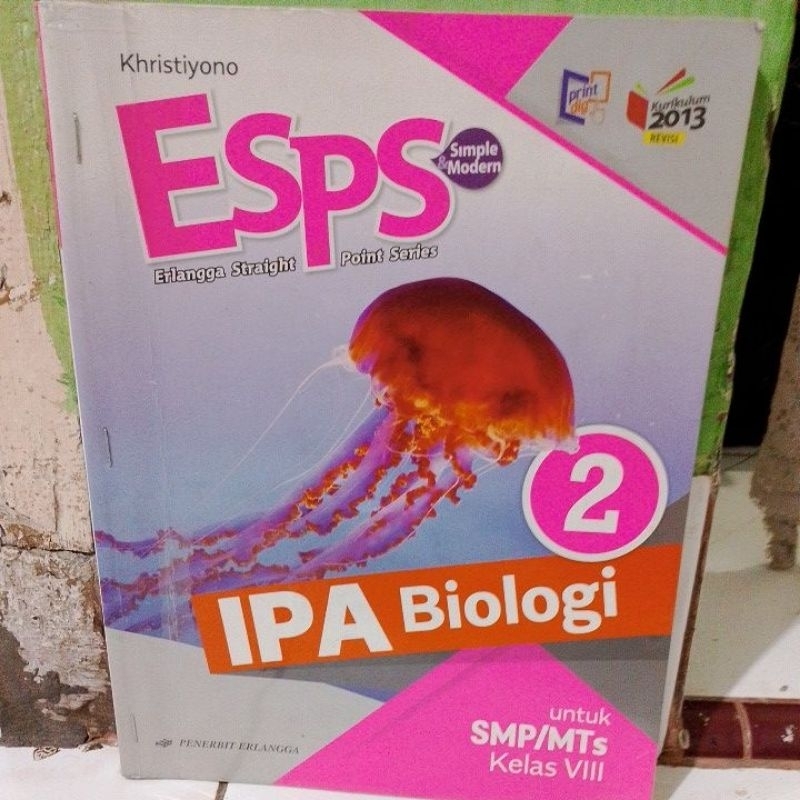 Khristiyono
ESPS
Simple
& Modern
Erlangga Straight Point Series
print
dig
Kurikulum
2013
REVISI
2
IPA Biologi
untuk
SMP/MTs
Kelas VIII
PENERBIT ERLANGGA